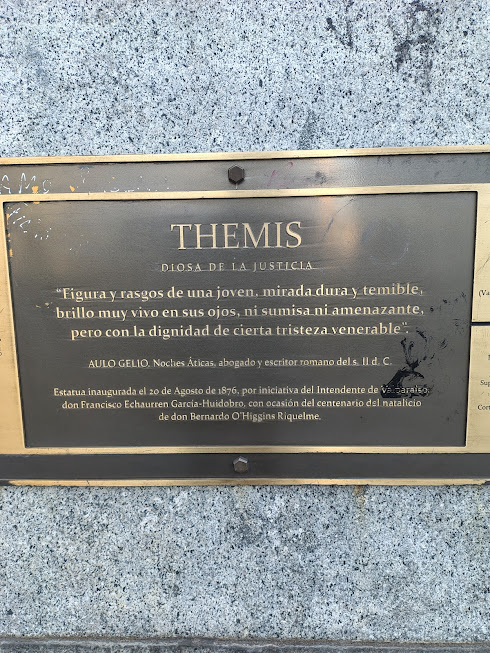 THEMIS
DIOSA DE LA JUSTICIA
“Figura y rasgos de una joven, mirada dura y temible,
brillo muy vivo en sus ojos, ni sumisa ni amenazante,
pero con la dignidad de cierta tristeza venerable”.
AULO GELIO, Noches Áticas, abogado y escritor romano del s. II d. C.
Estatua inaugurada el 20 de Agosto de 1876, por iniciativa del Intendente de Valparaíso,
don Francisco Echaurren García-Huidobro, con ocasión del centenario del natalicio
de don Bernardo O'Higgins Riquelme.